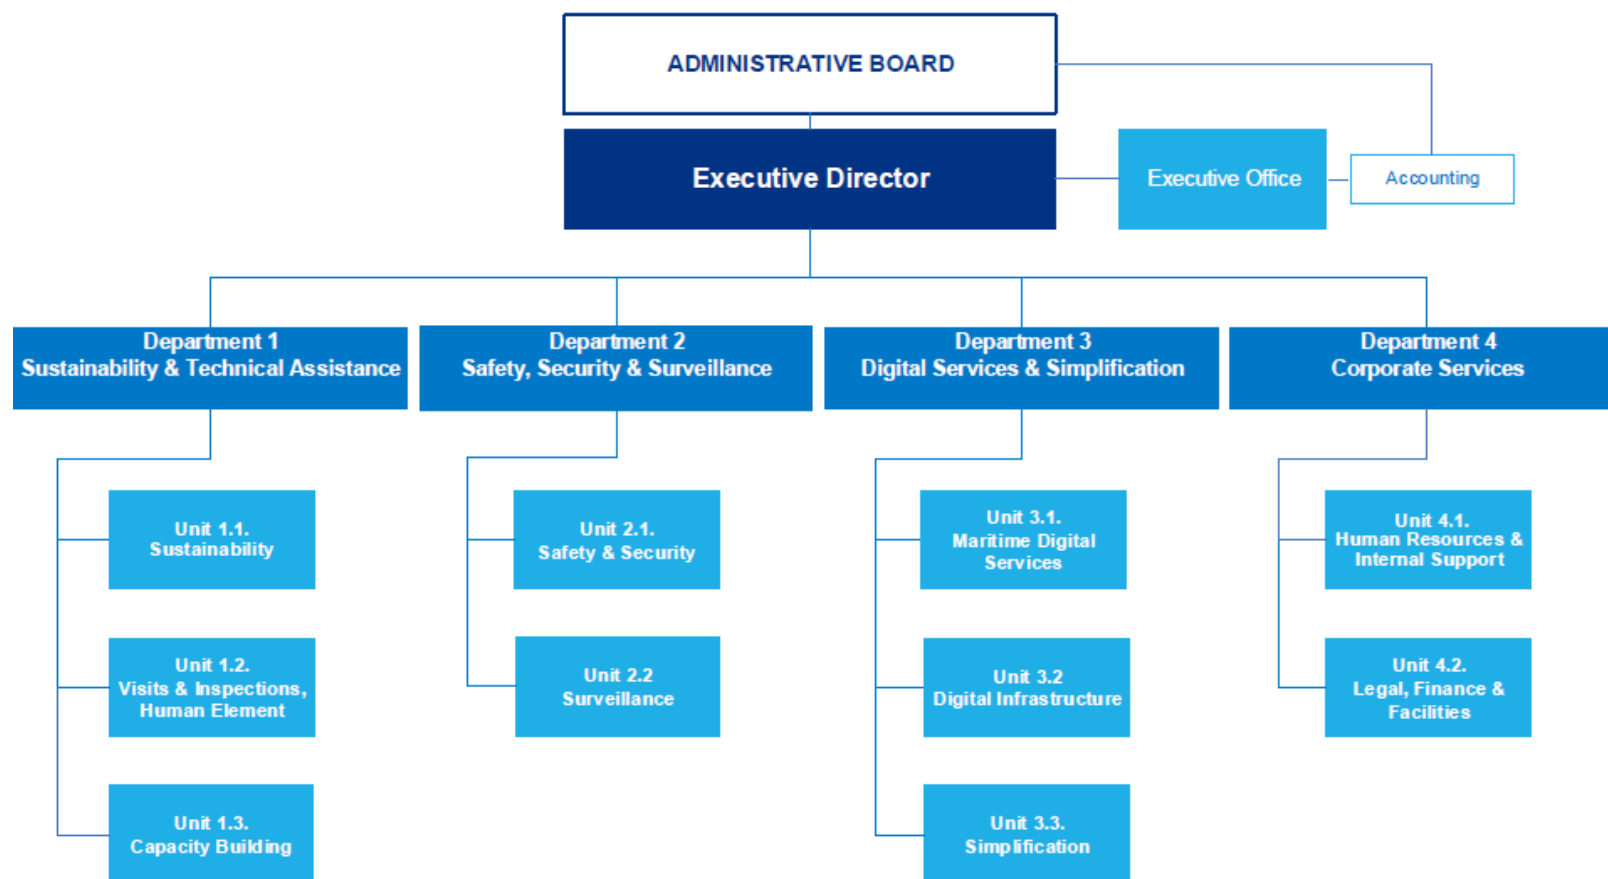 ADMINISTRATIVE BOARD
Executive Director
Executive Office
Accounting
Department 1
Sustainability & Technical Assistance
Department 2
Safety, Security & Surveillance
Department 3
Digital Services & Simplification
Department 4
Corporate Services
Unit 1.1.
Sustainability
Unit 2.1.
Safety & Security
Unit 3.1.
Maritime Digital
Services
Unit 4.1.
Human Resources &
Internal Support
Unit 1.2.
Visits & Inspections,
Human Element
Unit 2.2
Surveillance
Unit 3.2
Digital Infrastructure
Unit 4.2.
Legal, Finance &
Facilities
Unit 1.3.
Capacity Building
Unit 3.3.
Simplification